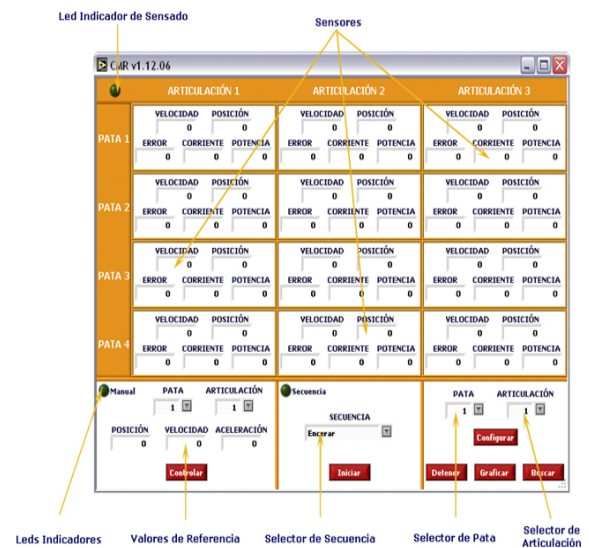 Led Indicador de Sensado
Sensores
CMR v1.12.06
ARTICULACIÓN 1 ARTICULACIÓN 2 ARTICULACIÓN 3
VELOCIDAD POSICIÓN VELOCIDAD POSICIÓN VELOCIDAD POSICIÓN
0 0 0 0 0 0
PATA 1
ERROR CORRIENTE POTENCIA ERROR CORRIENTE POTENCIA ERROR CORRIENTE POTENCIA
0 0 0 0 0 0 0 0 0
VELOCIDAD POSICIÓN VELOCIDAD POSICIÓN VELOCIDAD POSICIÓN
0 0 0 0 0 0
PATA 2
ERROR CORRIENTE POTENCIA ERROR CORRIENTE POTENCIA ERROR CORRIENTE POTENCIA
0 0 0 0 0 0 0 0 0
VELOCIDAD POSICIÓN VELOCIDAD POSICIÓN VELOCIDAD POSICIÓN
0 0 0 0 0 0
PATA 3
ERROR CORRIENTE POTENCIA ERROR CORRIENTE POTENCIA ERROR CORRIENTE POTENCIA
0 0 0 0 0 0 0 0 0
VELOCIDAD POSICIÓN VELOCIDAD POSICIÓN VELOCIDAD POSICIÓN
0 0 0 0 0 0
PATA 4
ERROR CORRIENTE POTENCIA ERROR CORRIENTE POTENCIA ERROR CORRIENTE POTENCIA
0 0 0 0 0 0 0 0 0
Manual PATA ARTICULACIÓN
1 1
POSICIÓN VELOCIDAD ACELERACIÓN
0 0 0
Controlar
Secuencia
SECUENCIA
Encerar
Iniciar
PATA ARTICULACIÓN
1 1
Configurar
Detener Graficar Buscar
Leds Indicadores
Valores de Referencia
Selector de Secuencia
Selector de Pata
Selector de
Articulación